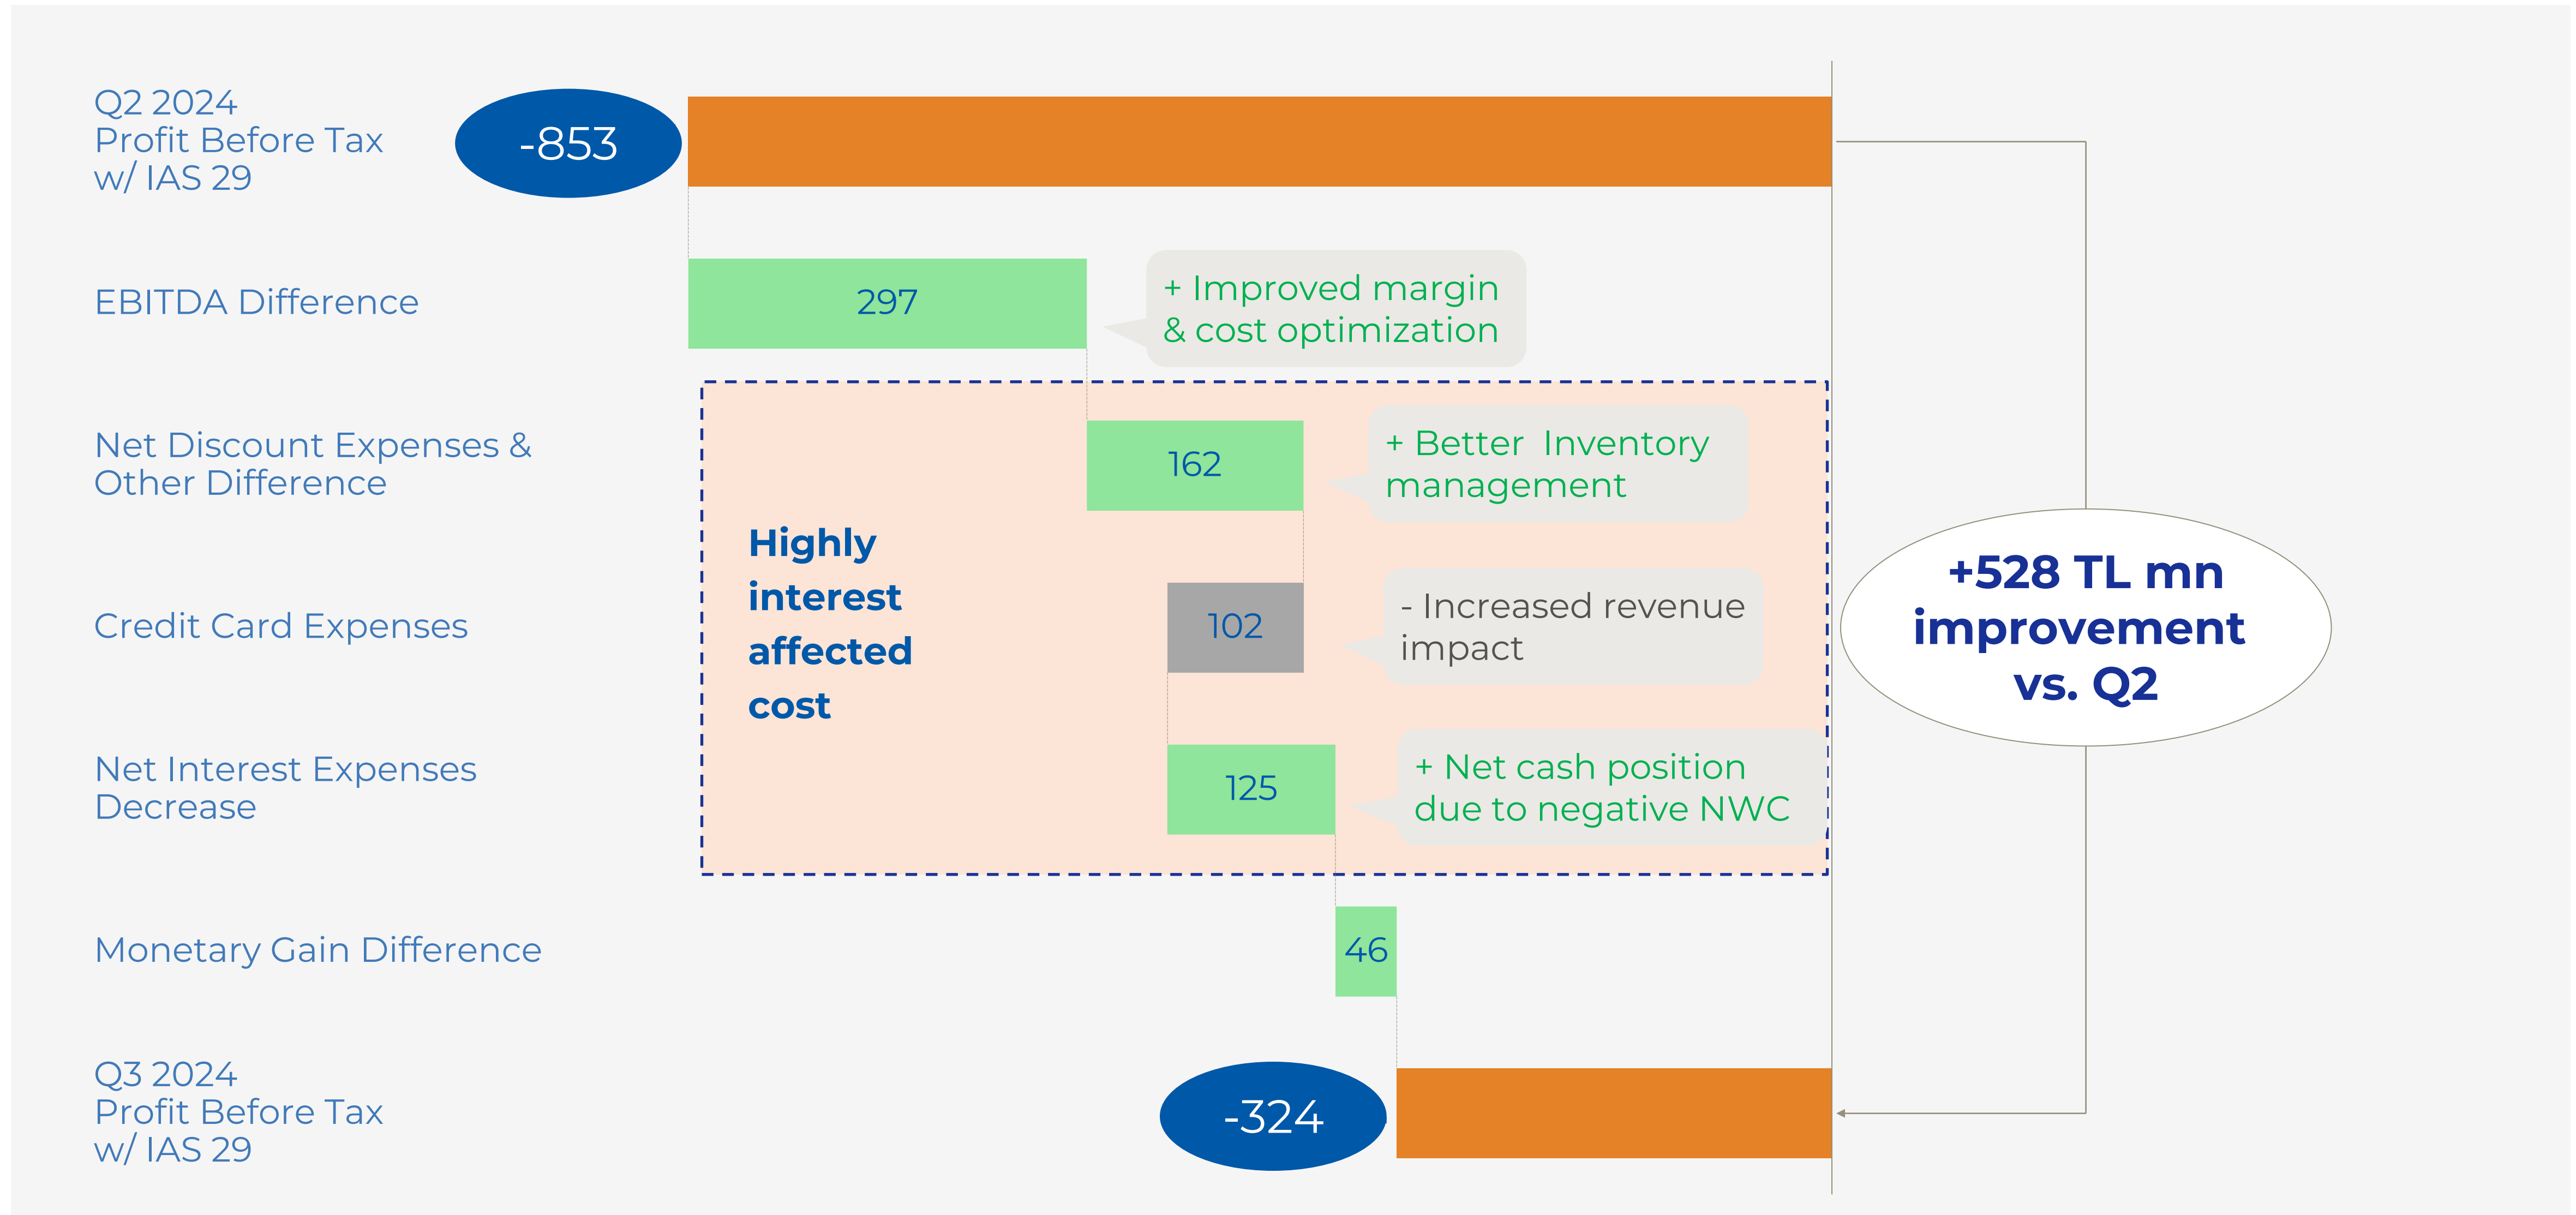 Q2 2024
Profit Before Tax
w/ IAS 29
-853
EBITDA Difference
297
+ Improved margin
& cost optimization
Net Discount Expenses &
Other Difference
162
+ Better  Inventory
management
Highly
interest
affected
cost
Credit Card Expenses
102
- Increased revenue
impact
Net Interest Expenses
Decrease
125
+ Net cash position
due to negative NWC
+528 TL mn
improvement
vs. Q2
Monetary Gain Difference
46
Q3 2024
Profit Before Tax
w/ IAS 29
-324